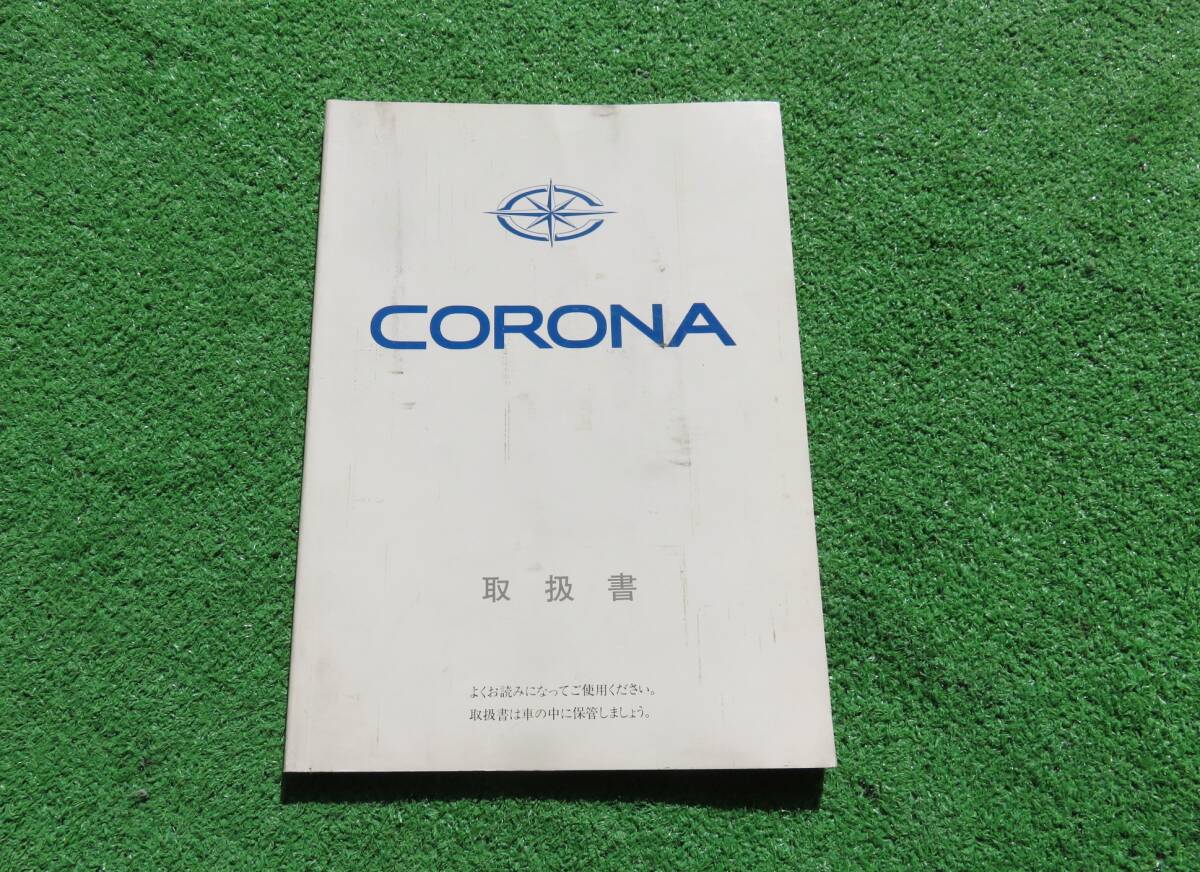 CORONA
取扱書
よくお読みになってご使用ください。
取扱書は車の中に保管しましょう。